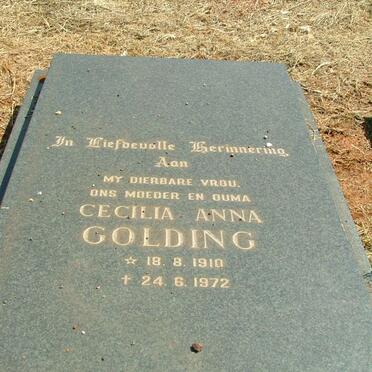 In Liefdevolle Herinnering
Aan
MY DIERBARE VROU,
ONS MOEDER EN OUMA
CECILIA ANNA
GOLDING
☆ 18. 8. 1910
† 24. 6. 1972